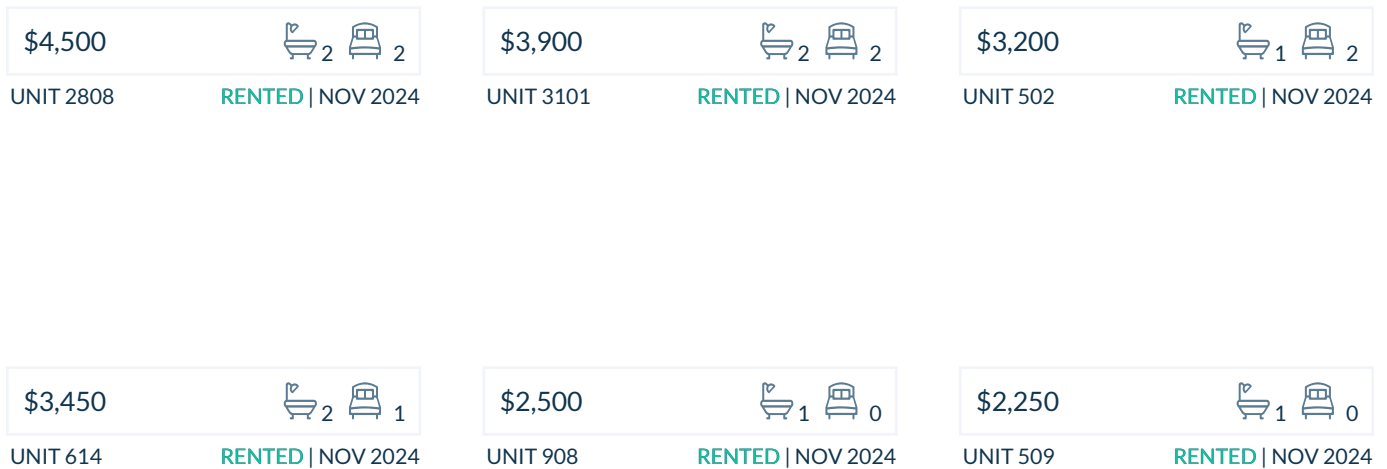 $4,500 2 2
UNIT 2808 RENTED | NOV 2024
$3,900 2 2
UNIT 3101 RENTED | NOV 2024
$3,200 1 2
UNIT 502 RENTED | NOV 2024
$3,450 2 1
UNIT 614 RENTED | NOV 2024
$2,500 1 0
UNIT 908 RENTED | NOV 2024
$2,250 1 0
UNIT 509 RENTED | NOV 2024